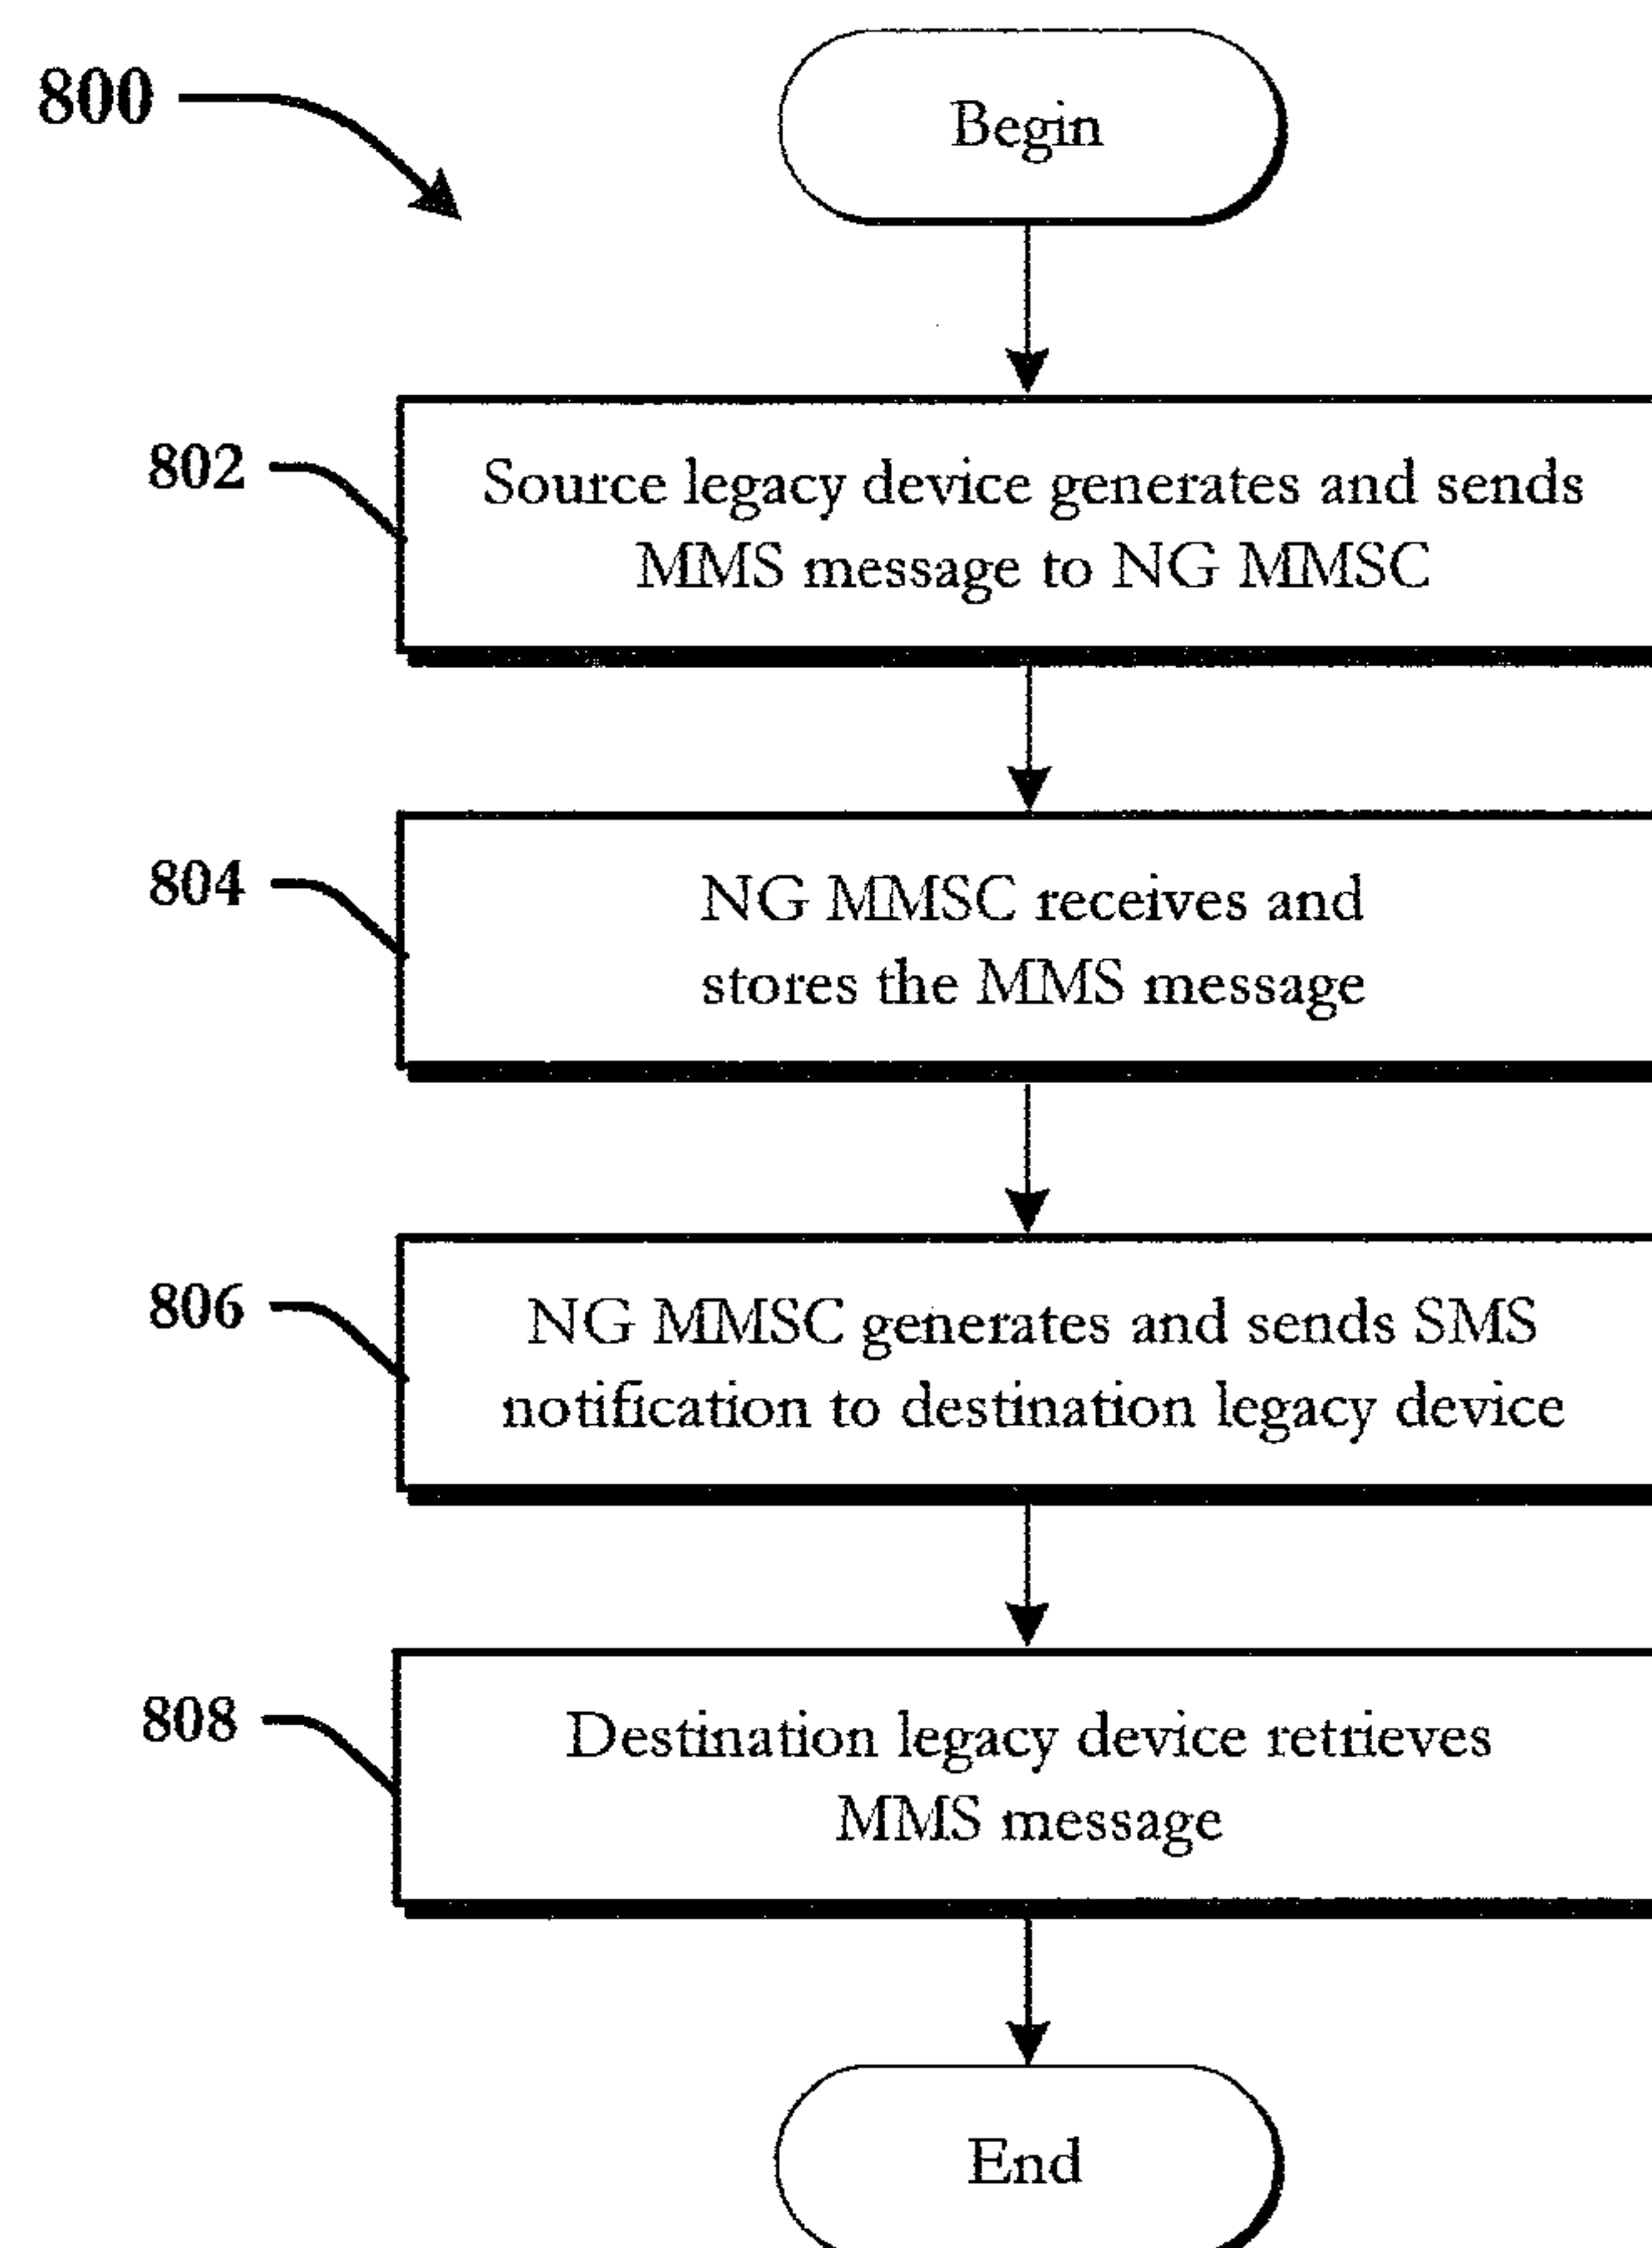 800
Begin
802
Source legacy device generates and sends
MMS message to NG MMSC
804
NG MMSC receives and
stores the MMS message
806
NG MMSC generates and sends SMS
notification to destination legacy device
808
Destination legacy device retrieves
MMS message
End